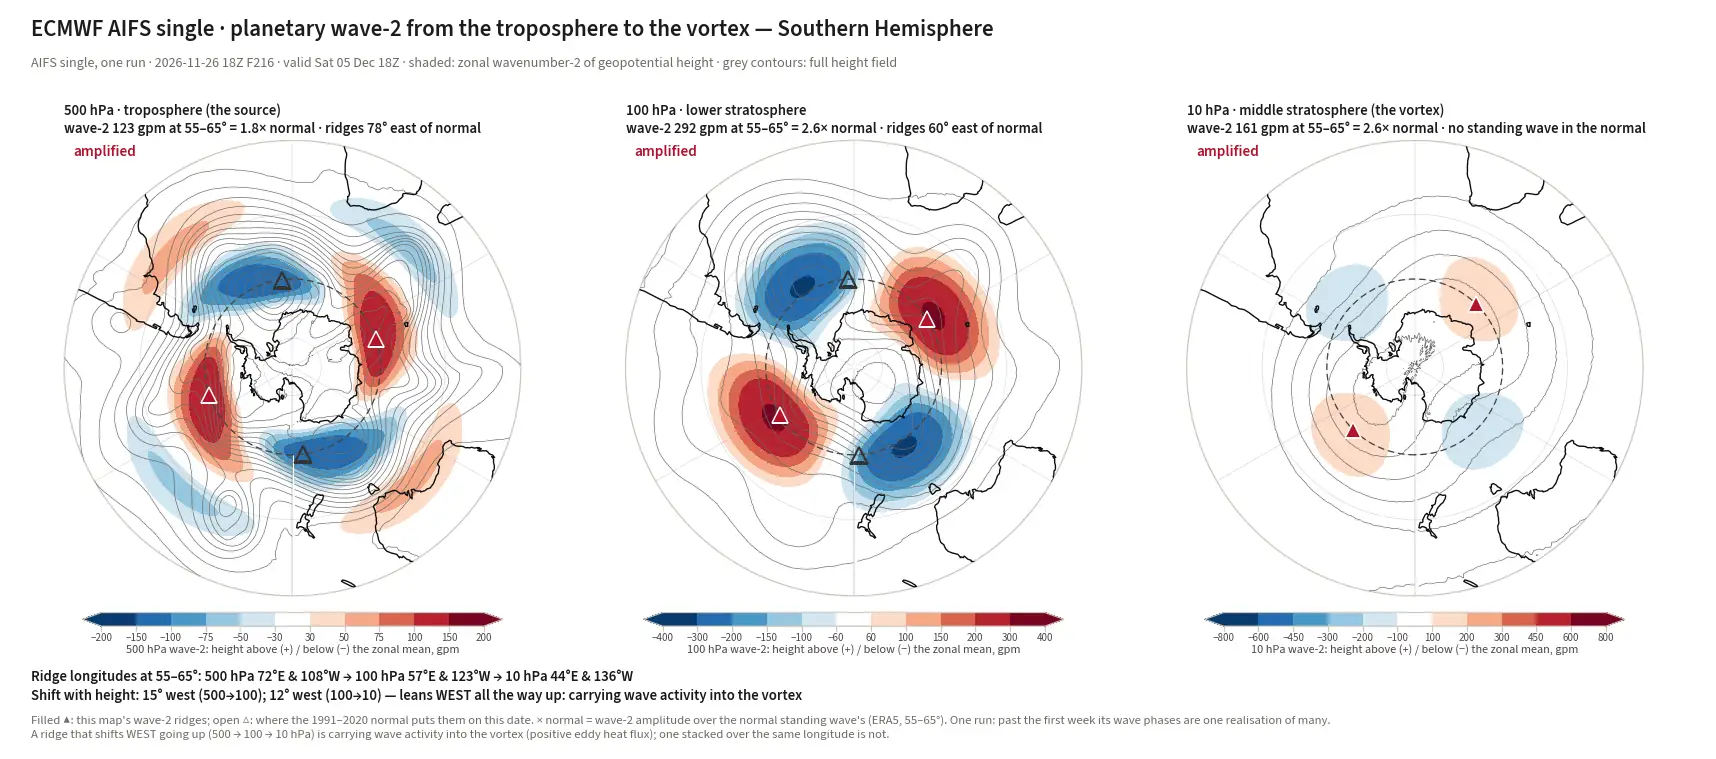 ECMWF AIFS single · planetary wave-2 from the troposphere to the vortex — Southern Hemisphere
AIFS single, one run · 2026-11-26 18Z F216 · valid Sat 05 Dec 18Z · shaded: zonal wavenumber-2 of geopotential height · grey contours: full height field
500 hPa · troposphere (the source)
wave-2 123 gpm at 55–65° = 1.8× normal · ridges 78° east of normal
amplified
100 hPa · lower stratosphere
wave-2 292 gpm at 55–65° = 2.6× normal · ridges 60° east of normal
amplified
10 hPa · middle stratosphere (the vortex)
wave-2 161 gpm at 55–65° = 2.6× normal · no standing wave in the normal
amplified
−200 −150 −100 −75 −50 −30 30 50 75 100 150 200
500 hPa wave-2: height above (+) / below (−) the zonal mean, gpm
−400 −300 −200 −150 −100 −60 60 100 150 200 300 400
100 hPa wave-2: height above (+) / below (−) the zonal mean, gpm
−800 −600 −450 −300 −200 −100 100 200 300 450 600 800
10 hPa wave-2: height above (+) / below (−) the zonal mean, gpm
Ridge longitudes at 55–65°: 500 hPa 72°E & 108°W → 100 hPa 57°E & 123°W → 10 hPa 44°E & 136°W
Shift with height: 15° west (500→100); 12° west (100→10) — leans WEST all the way up: carrying wave activity into the vortex
Filled ▲: this map's wave-2 ridges; open △: where the 1991–2020 normal puts them on this date. × normal = wave-2 amplitude over the normal standing wave's (ERA5, 55–65°). One run: past the first week its wave phases are one realisation of many.
A ridge that shifts WEST going up (500 → 100 → 10 hPa) is carrying wave activity into the vortex (positive eddy heat flux); one stacked over the same longitude is not.